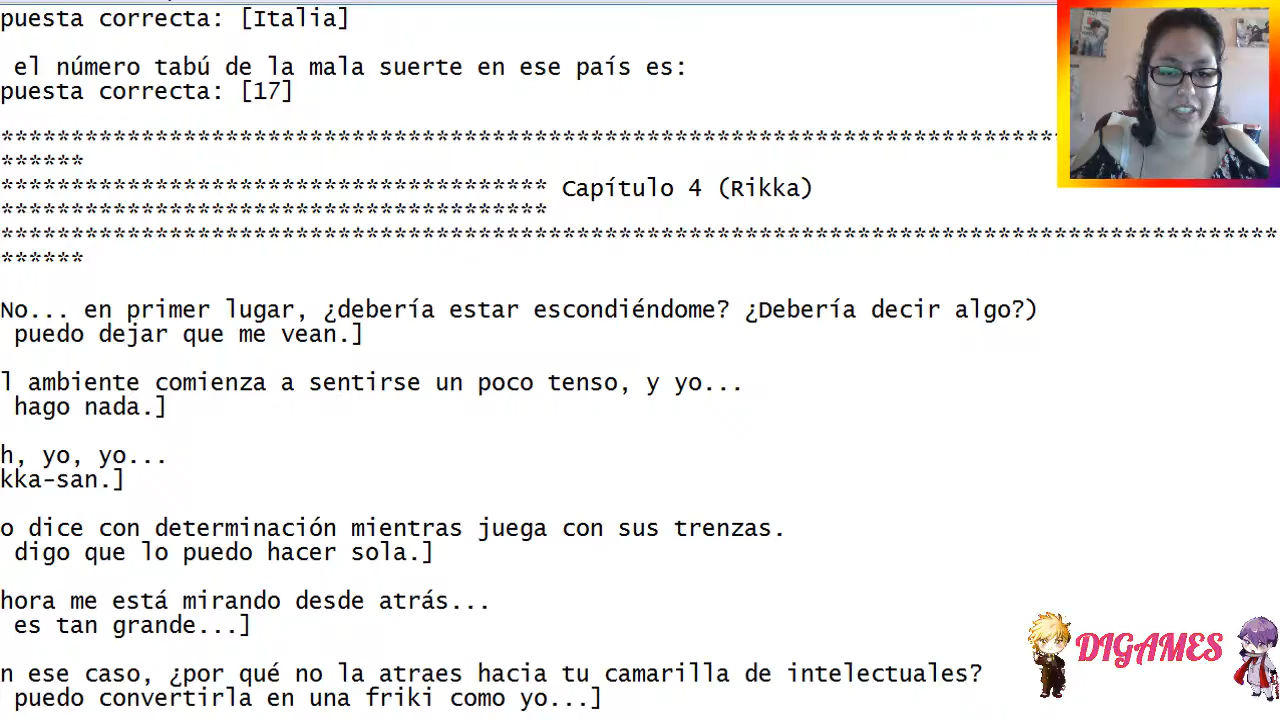 puesta correcta: [Italia]
el número tabú de la mala suerte en ese país es:
puesta correcta: [17]
***************************************************************************
******
*************************************** Capítulo 4 (Rikka)
***************************************
*******************************************************************************************
******
No... en primer lugar, ¿debería estar escondiéndome? ¿Debería decir algo?)
puedo dejar que me vean.]
l ambiente comienza a sentirse un poco tenso, y yo...
hago nada.]
h, yo, yo...
kka-san.]
o dice con determinación mientras juega con sus trenzas.
digo que lo puedo hacer sola.]
hora me está mirando desde atrás...
es tan grande...]
n ese caso, ¿por qué no la atraes hacia tu camarilla de intelectuales?
puedo convertirla en una friki como yo...]
DIGAMES